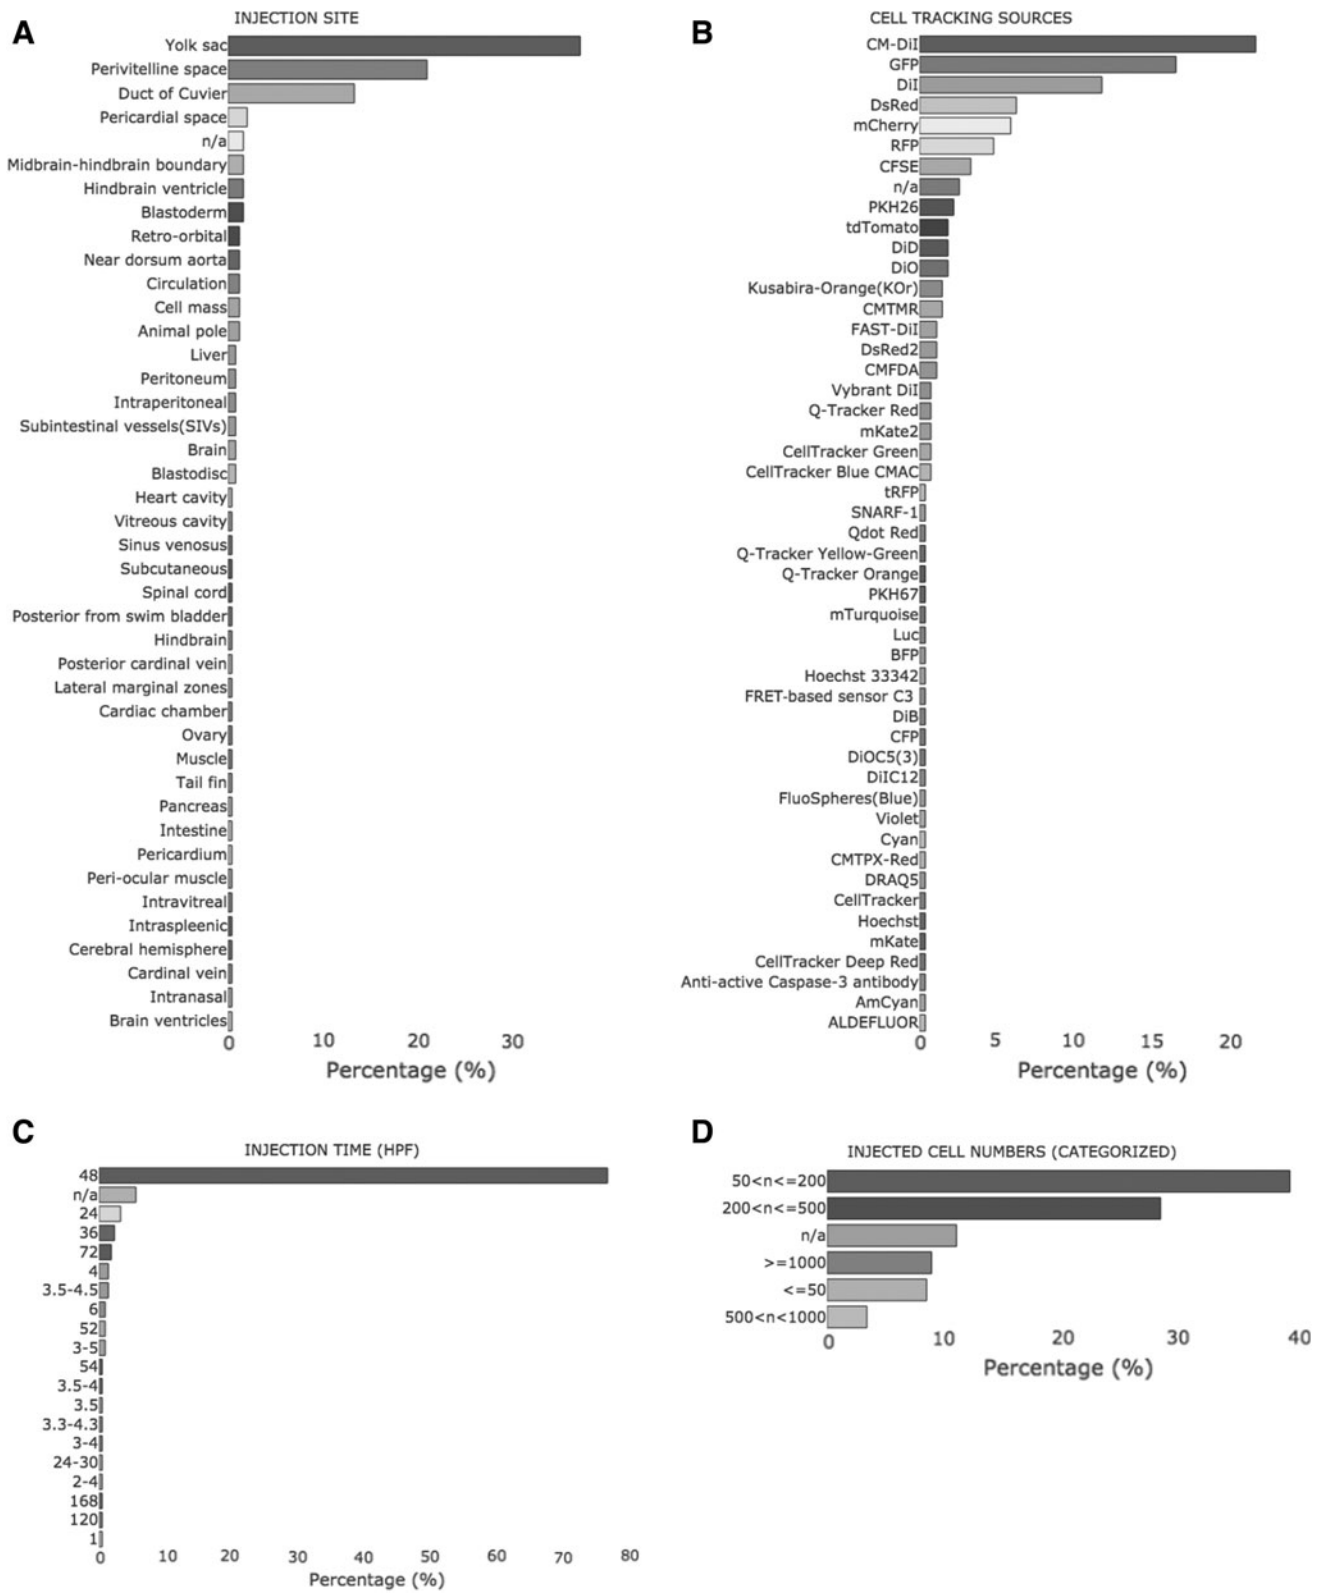 A
INJECTION SITE
Yolk sac
Perivitelline space
Duct of Cuvier
Pericardial space
n/a
Midbrain-hindbrain boundary
Hindbrain ventricle
Blastoderm
Retro-orbital
Near dorsum aorta
Circulation
Cell mass
Animal pole
Liver
Peritoneum
Intraperitoneal
Subintestinal vessels(SIVs)
Brain
Blastodisc
Heart cavity
Vitreous cavity
Sinus venosus
Subcutaneous
Spinal cord
Posterior from swim bladder
Hindbrain
Posterior cardinal vein
Lateral marginal zones
Cardiac chamber
Ovary
Muscle
Tail fin
Pancreas
Intestine
Pericardium
Peri-ocular muscle
Intravitreal
Intraspleenic
Cerebral hemisphere
Cardinal vein
Intranasal
Brain ventricles
0 10 20 30
Percentage (%)
B
CELL TRACKING SOURCES
CM-DiI
GFP
DiI
DsRed
mCherry
RFP
CFSE
n/a
PKH26
tdTomato
DiD
DiO
Kusabira-Orange(KOr)
CMTMR
FAST-DiI
DsRed2
CMFDA
Vybrant DiI
Q-Tracker Red
mKate2
CellTracker Green
CellTracker Blue CMAC
tRFP
SNARF-1
Qdot Red
Q-Tracker Yellow-Green
Q-Tracker Orange
PKH67
mTurquoise
Luc
BFP
Hoechst 33342
FRET-based sensor C3
DiB
CFP
DiOC5(3)
DiIC12
FluoSpheres(Blue)
Violet
Cyan
CMTPX-Red
DRAQ5
CellTracker
Hoechst
mKate
CellTracker Deep Red
Anti-active Caspase-3 antibody
AmCyan
ALDEFLUOR
0 5 10 15 20
Percentage (%)
C
INJECTION TIME (HPF)
48
n/a
24
36
72
4
3.5-4.5
6
52
3-5
54
3.5-4
3.5
3.3-4.3
3-4
24-30
2-4
168
120
1
0 10 20 30 40 50 60 70 80
Percentage (%)
D
INJECTED CELL NUMBERS (CATEGORIZED)
50<n<=200
200<n<=500
n/a
>=1000
<=50
500<n<1000
0 10 20 30 40
Percentage (%)